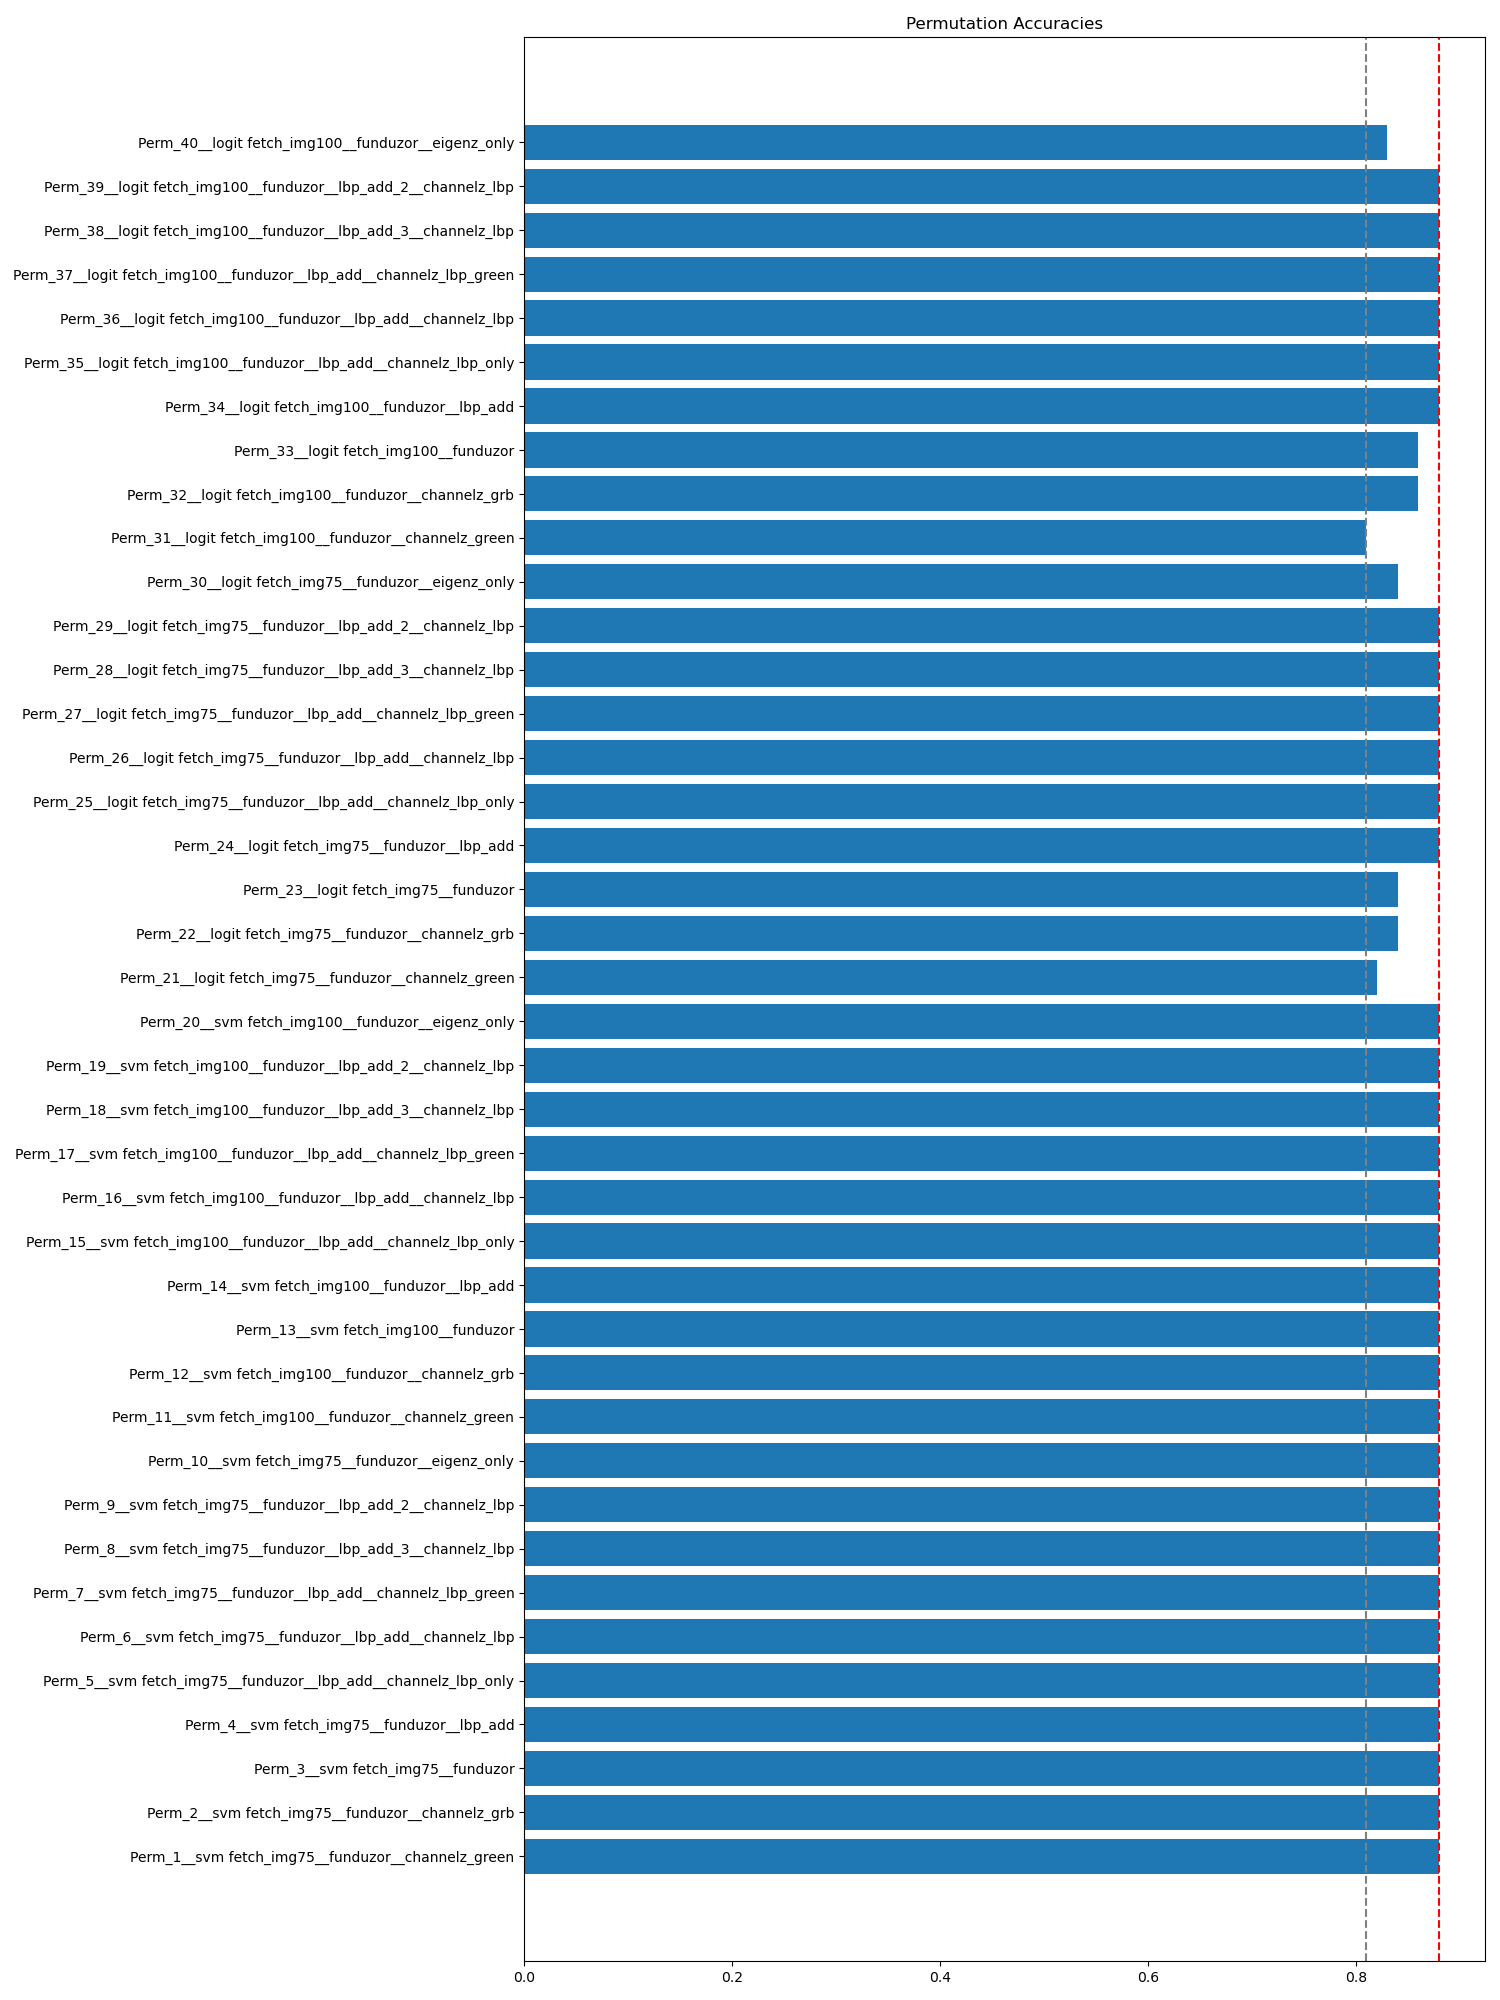 Permutation Accuracies
Perm_40__logit fetch_img100__funduzor__eigenz_only
Perm_39__logit fetch_img100__funduzor__lbp_add_2__channelz_lbp
Perm_38__logit fetch_img100__funduzor__lbp_add_3__channelz_lbp
Perm_37__logit fetch_img100__funduzor__lbp_add__channelz_lbp_green
Perm_36__logit fetch_img100__funduzor__lbp_add__channelz_lbp
Perm_35__logit fetch_img100__funduzor__lbp_add__channelz_lbp_only
Perm_34__logit fetch_img100__funduzor__lbp_add
Perm_33__logit fetch_img100__funduzor
Perm_32__logit fetch_img100__funduzor__channelz_grb
Perm_31__logit fetch_img100__funduzor__channelz_green
Perm_30__logit fetch_img75__funduzor__eigenz_only
Perm_29__logit fetch_img75__funduzor__lbp_add_2__channelz_lbp
Perm_28__logit fetch_img75__funduzor__lbp_add_3__channelz_lbp
Perm_27__logit fetch_img75__funduzor__lbp_add__channelz_lbp_green
Perm_26__logit fetch_img75__funduzor__lbp_add__channelz_lbp
Perm_25__logit fetch_img75__funduzor__lbp_add__channelz_lbp_only
Perm_24__logit fetch_img75__funduzor__lbp_add
Perm_23__logit fetch_img75__funduzor
Perm_22__logit fetch_img75__funduzor__channelz_grb
Perm_21__logit fetch_img75__funduzor__channelz_green
Perm_20__svm fetch_img100__funduzor__eigenz_only
Perm_19__svm fetch_img100__funduzor__lbp_add_2__channelz_lbp
Perm_18__svm fetch_img100__funduzor__lbp_add_3__channelz_lbp
Perm_17__svm fetch_img100__funduzor__lbp_add__channelz_lbp_green
Perm_16__svm fetch_img100__funduzor__lbp_add__channelz_lbp
Perm_15__svm fetch_img100__funduzor__lbp_add__channelz_lbp_only
Perm_14__svm fetch_img100__funduzor__lbp_add
Perm_13__svm fetch_img100__funduzor
Perm_12__svm fetch_img100__funduzor__channelz_grb
Perm_11__svm fetch_img100__funduzor__channelz_green
Perm_10__svm fetch_img75__funduzor__eigenz_only
Perm_9__svm fetch_img75__funduzor__lbp_add_2__channelz_lbp
Perm_8__svm fetch_img75__funduzor__lbp_add_3__channelz_lbp
Perm_7__svm fetch_img75__funduzor__lbp_add__channelz_lbp_green
Perm_6__svm fetch_img75__funduzor__lbp_add__channelz_lbp
Perm_5__svm fetch_img75__funduzor__lbp_add__channelz_lbp_only
Perm_4__svm fetch_img75__funduzor__lbp_add
Perm_3__svm fetch_img75__funduzor
Perm_2__svm fetch_img75__funduzor__channelz_grb
Perm_1__svm fetch_img75__funduzor__channelz_green
0.0 0.2 0.4 0.6 0.8